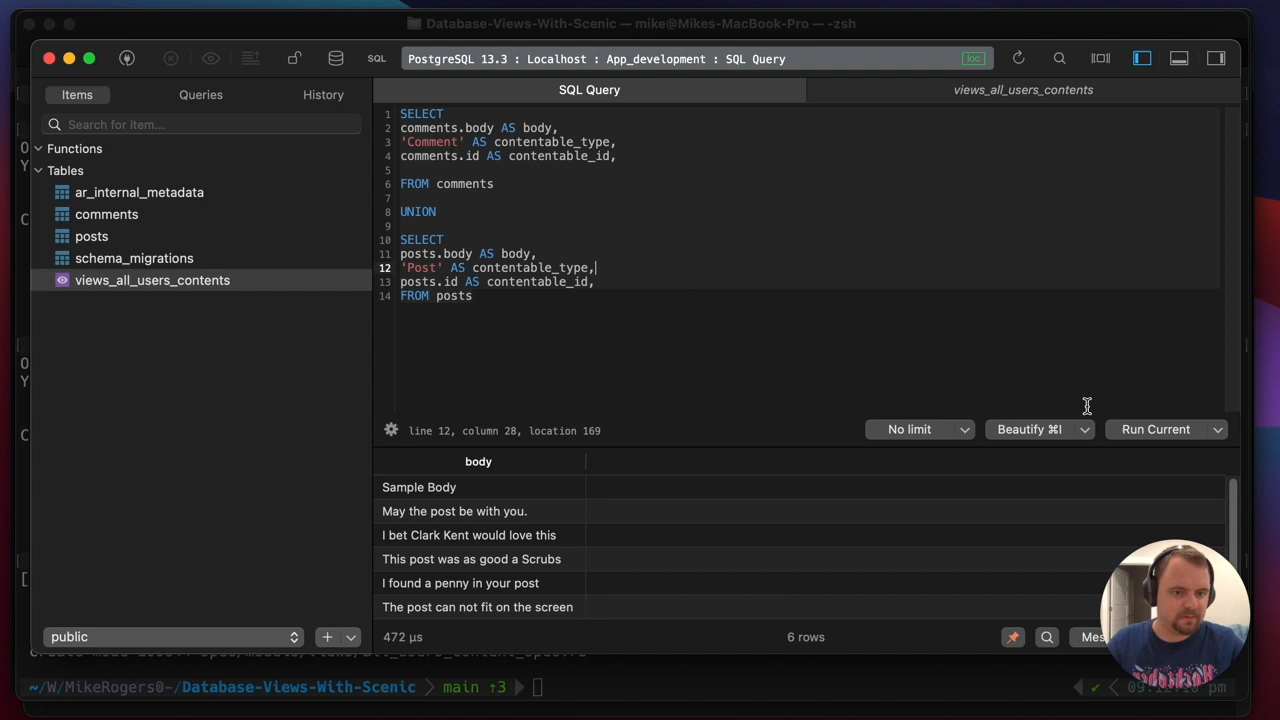 Database-Views-With-Scenic — mike@Mikes-MacBook-Pro — -zsh
SQL
PostgreSQL 13.3 : Localhost : App_development : SQL Query
loc
Items
Queries
History
Search for item...
Functions
Tables
ar_internal_metadata
comments
posts
schema_migrations
views_all_users_contents
public
SQL Query
views_all_users_contents
1 SELECT
2 comments.body AS body,
3 'Comment' AS contentable_type,
4 comments.id AS contentable_id,
5
6 FROM comments
7
8 UNION
9
10 SELECT
11 posts.body AS body,
12 'Post' AS contentable_type,
13 posts.id AS contentable_id,
14 FROM posts
line 12, column 28, location 169
No limit
Beautify ⌘I
Run Current
body
Sample Body
May the post be with you.
I bet Clark Kent would love this
This post was as good a Scrubs
I found a penny in your post
The post can not fit on the screen
472 µs
6 rows
Mes
~/W/MikeRogers0-/Database-Views-With-Scenic
main ↑3
pm